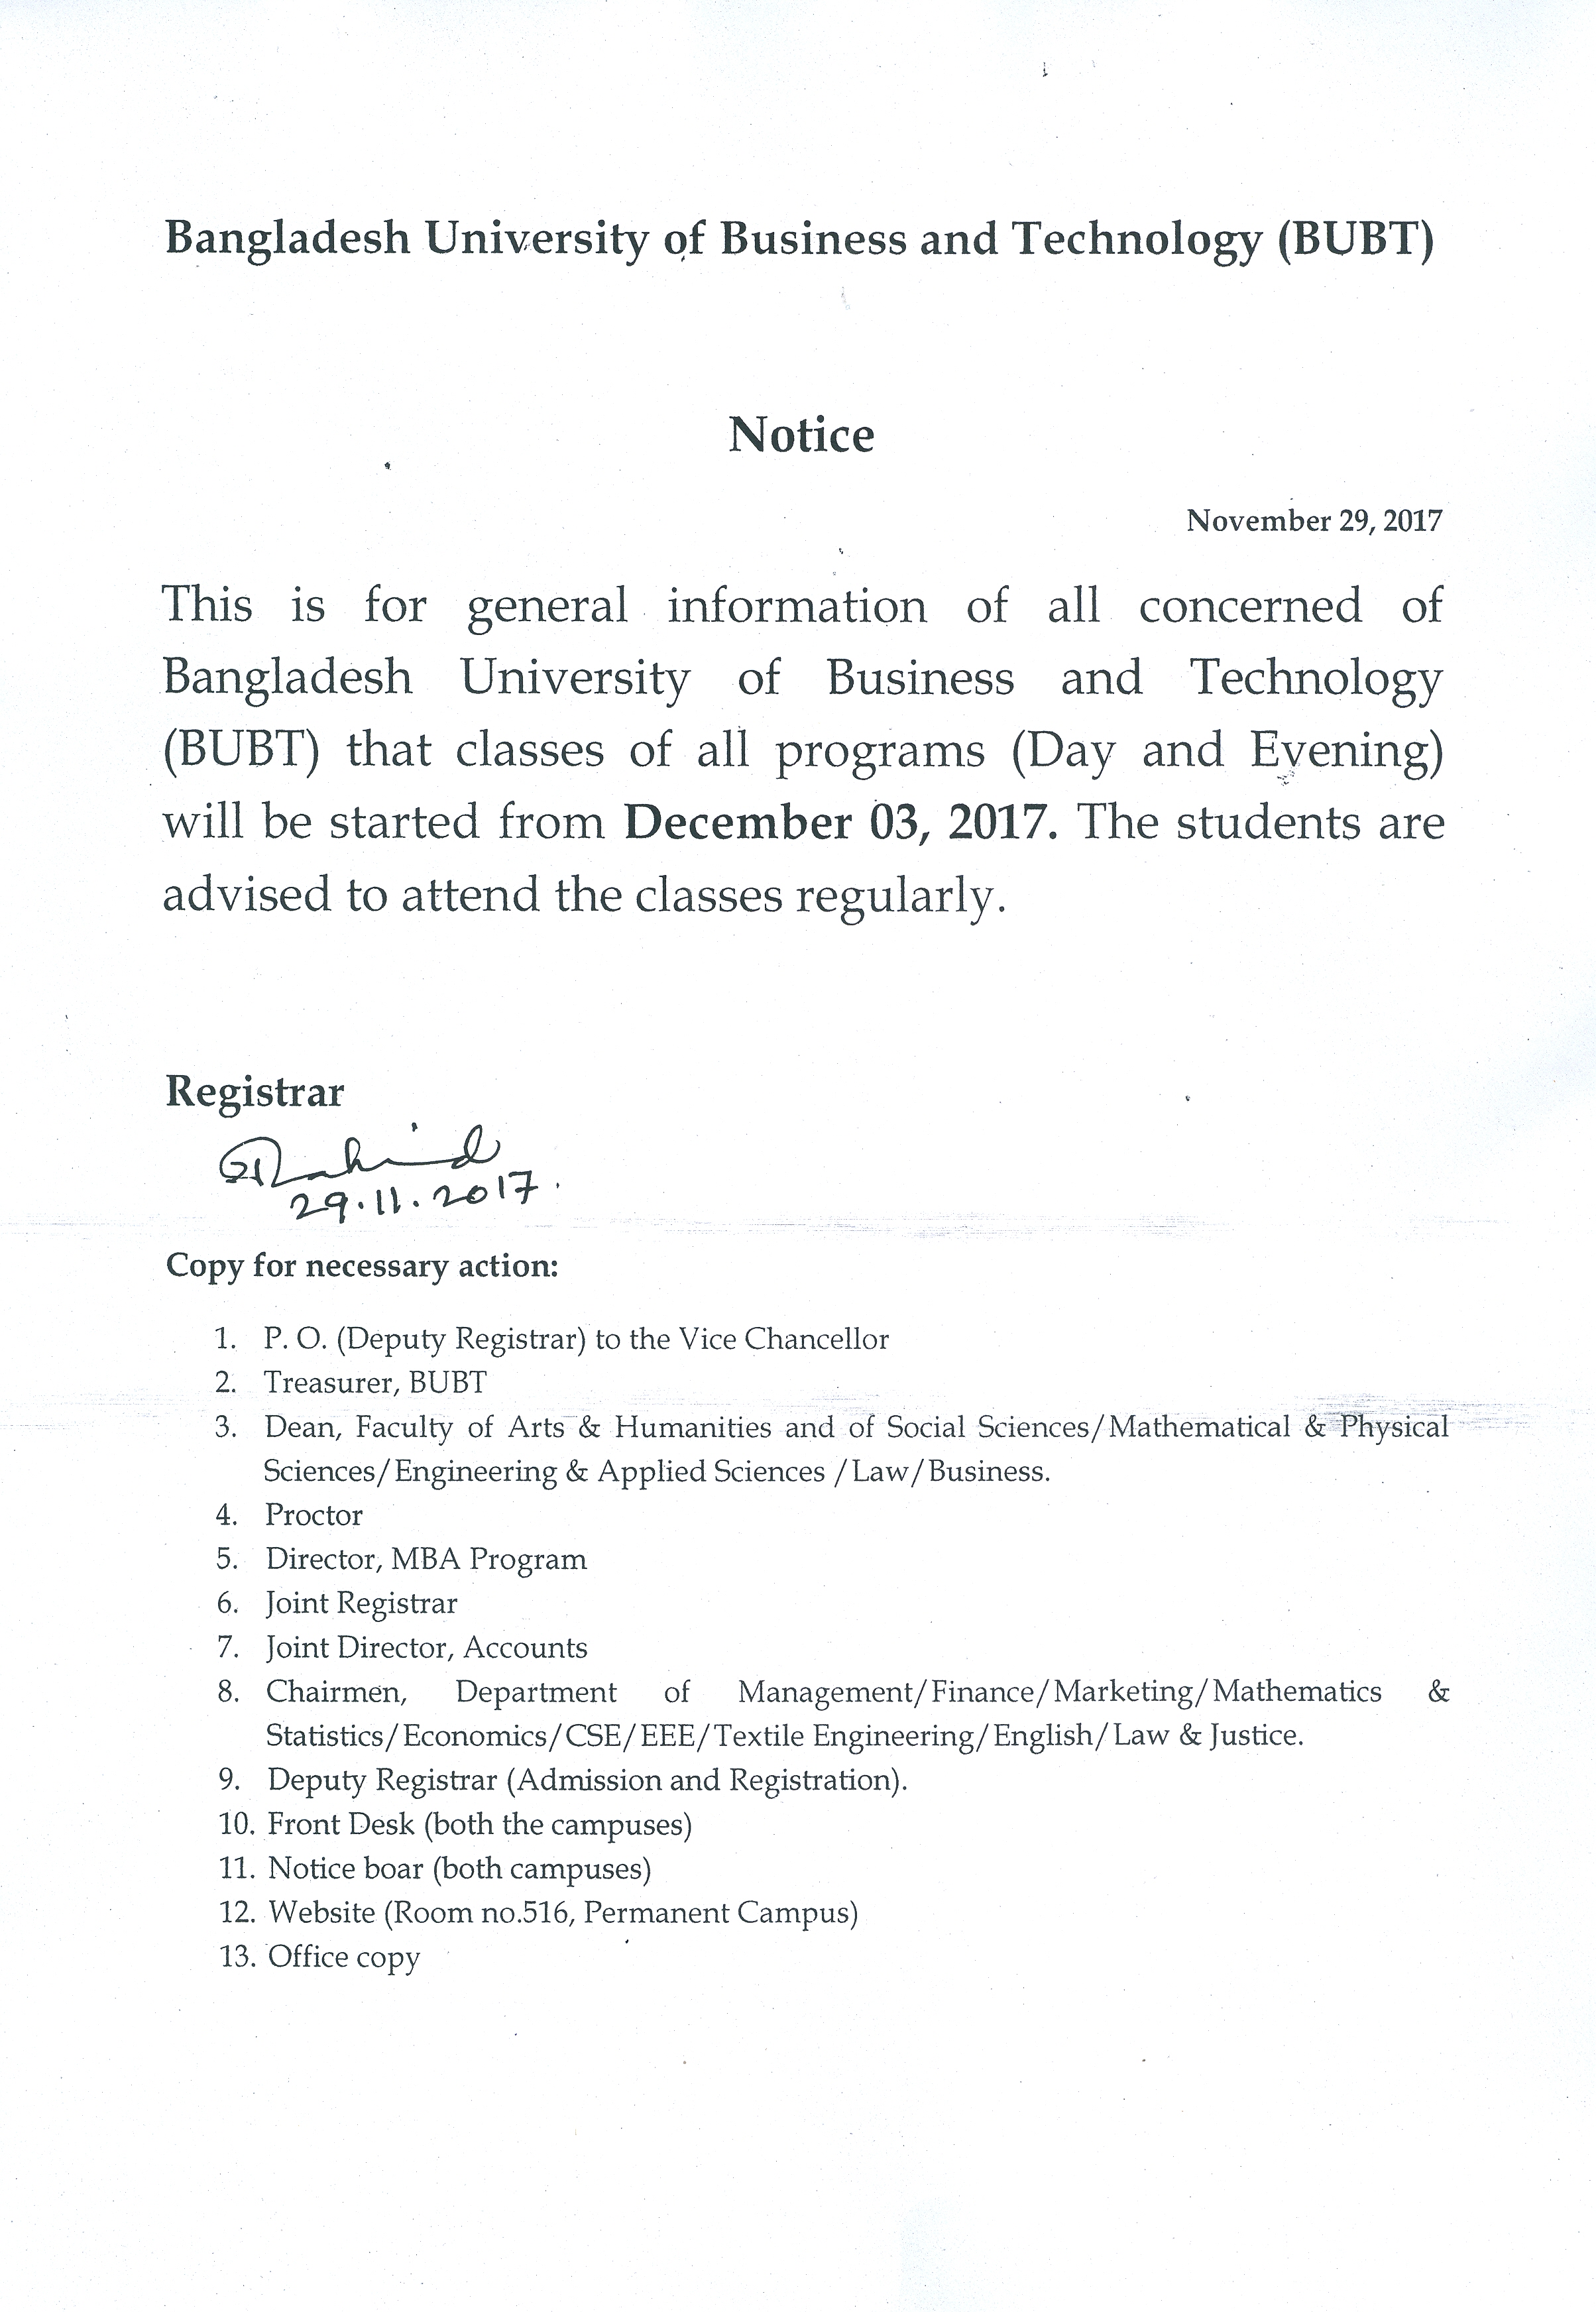 Bangladesh University of Business and Technology (BUBT)
Notice
November 29, 2017
This is for general information of all concerned of
Bangladesh University of Business and Technology
(BUBT) that classes of all programs (Day and Evening)
will be started from December 03, 2017. The students are
advised to attend the classes regularly.
Registrar
29.11.2017.
Copy for necessary action:
1. P. O. (Deputy Registrar) to the Vice Chancellor
2. Treasurer, BUBT
3. Dean, Faculty of Arts & Humanities and of Social Sciences/Mathematical & Physical
Sciences/Engineering & Applied Sciences /Law/Business.
4. Proctor
5. Director, MBA Program
6. Joint Registrar
7. Joint Director, Accounts
8. Chairmen, Department of Management/Finance/Marketing/Mathematics &
Statistics/Economics/CSE/EEE/Textile Engineering/English/Law & Justice.
9. Deputy Registrar (Admission and Registration).
10. Front Desk (both the campuses)
11. Notice boar (both campuses)
12. Website (Room no.516, Permanent Campus)
13. Office copy